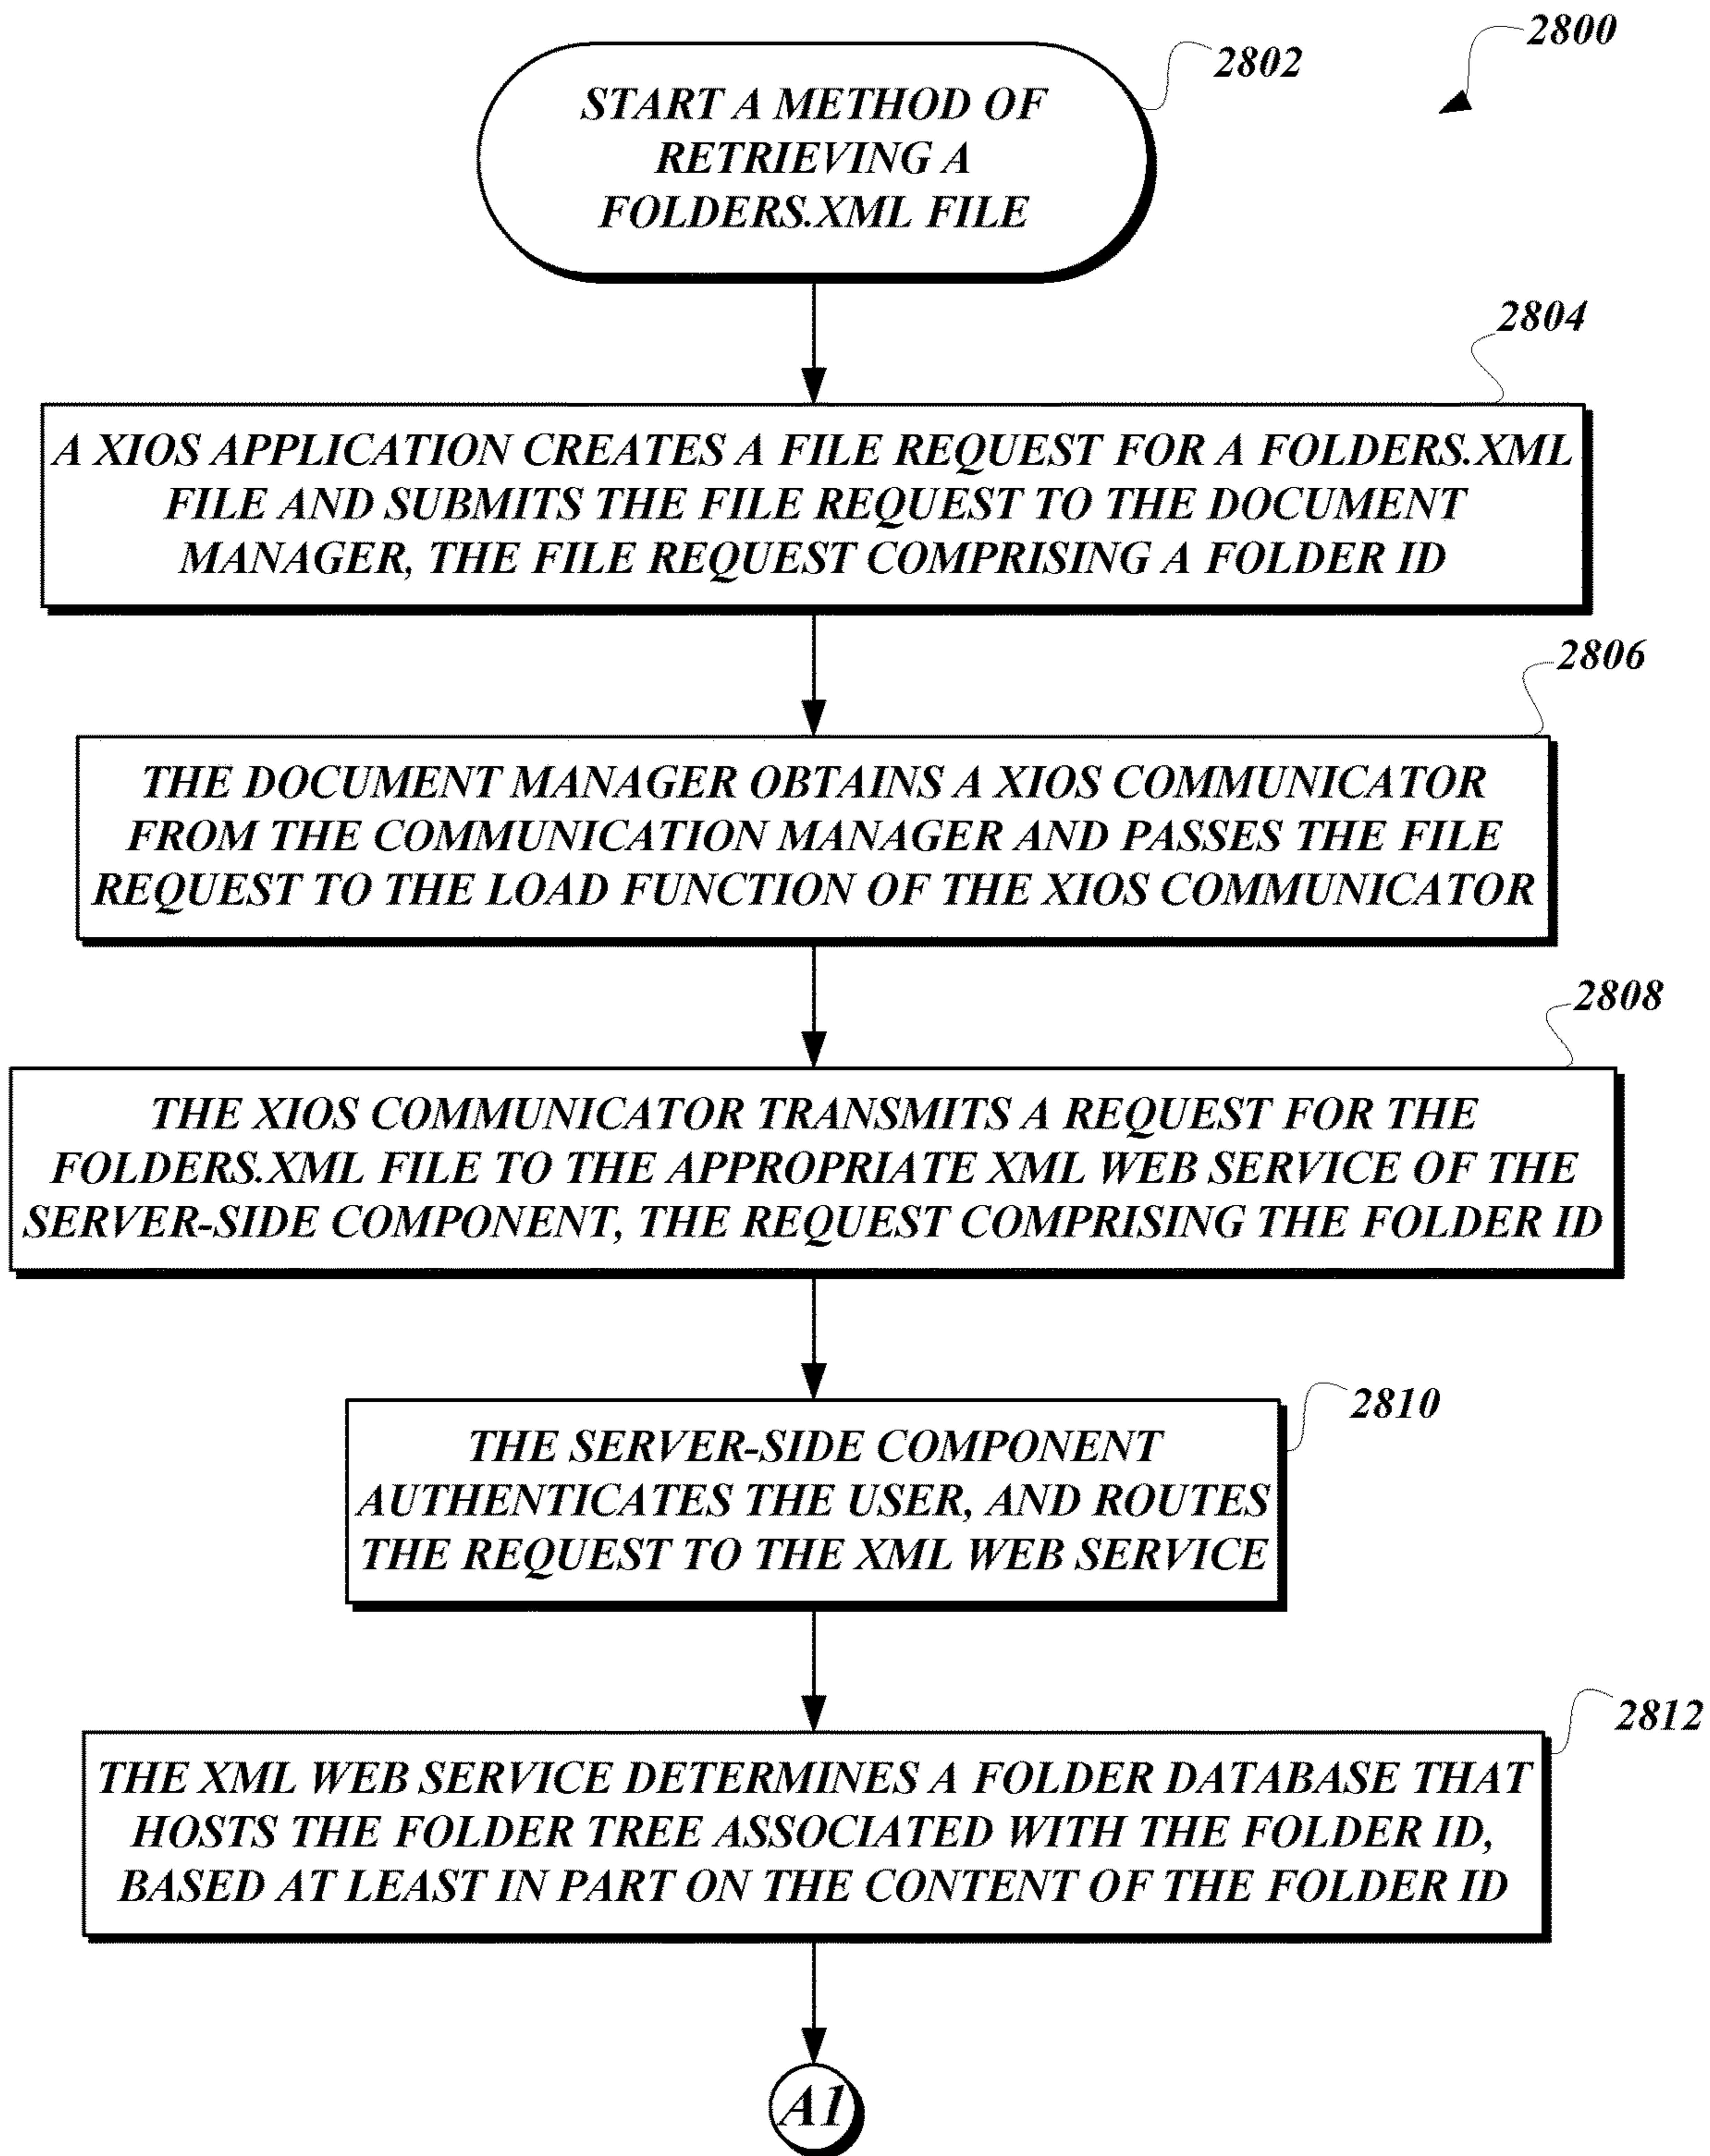 2800
2802
START A METHOD OF
RETRIEVING A
FOLDERS.XML FILE
2804
A XIOS APPLICATION CREATES A FILE REQUEST FOR A FOLDERS.XML
FILE AND SUBMITS THE FILE REQUEST TO THE DOCUMENT
MANAGER, THE FILE REQUEST COMPRISING A FOLDER ID
2806
THE DOCUMENT MANAGER OBTAINS A XIOS COMMUNICATOR
FROM THE COMMUNICATION MANAGER AND PASSES THE FILE
REQUEST TO THE LOAD FUNCTION OF THE XIOS COMMUNICATOR
2808
THE XIOS COMMUNICATOR TRANSMITS A REQUEST FOR THE
FOLDERS.XML FILE TO THE APPROPRIATE XML WEB SERVICE OF THE
SERVER-SIDE COMPONENT, THE REQUEST COMPRISING THE FOLDER ID
2810
THE SERVER-SIDE COMPONENT
AUTHENTICATES THE USER, AND ROUTES
THE REQUEST TO THE XML WEB SERVICE
2812
THE XML WEB SERVICE DETERMINES A FOLDER DATABASE THAT
HOSTS THE FOLDER TREE ASSOCIATED WITH THE FOLDER ID,
BASED AT LEAST IN PART ON THE CONTENT OF THE FOLDER ID
A1